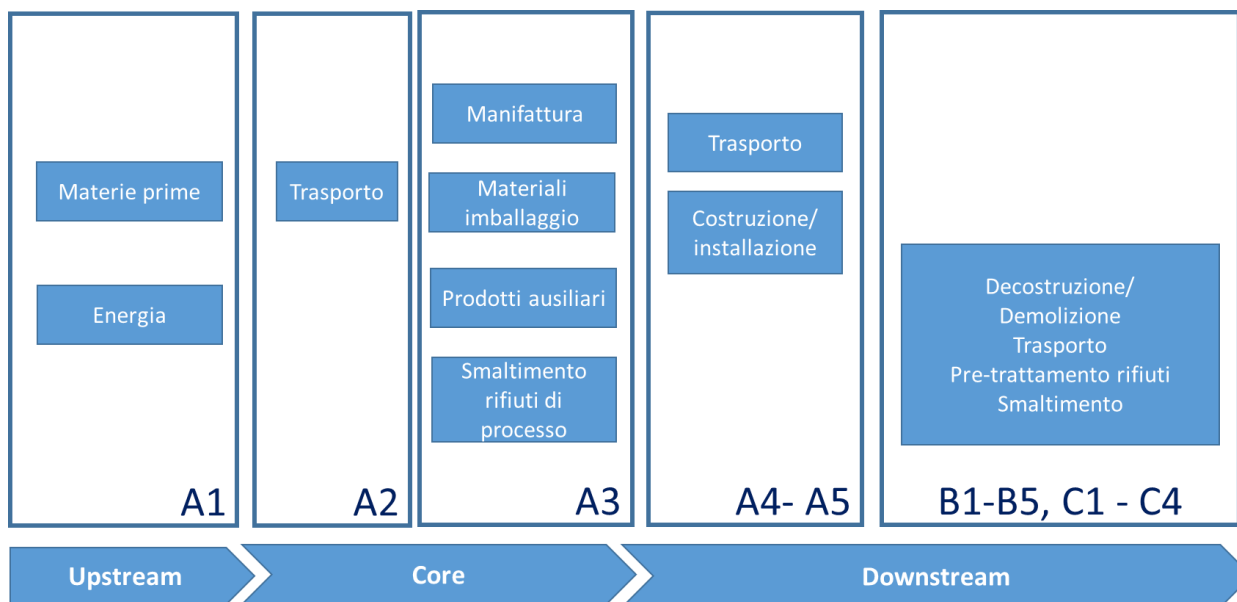 Materie prime
Energia
A1
Trasporto
A2
Manifattura
Materiali
imballaggio
Prodotti ausiliari
Smaltimento
rifiuti di
processo
A3
Trasporto
Costruzione/
installazione
A4- A5
Decostruzione/
Demolizione
Trasporto
Pre-trattamento rifiuti
Smaltimento
B1-B5, C1 - C4
Upstream
Core
Downstream